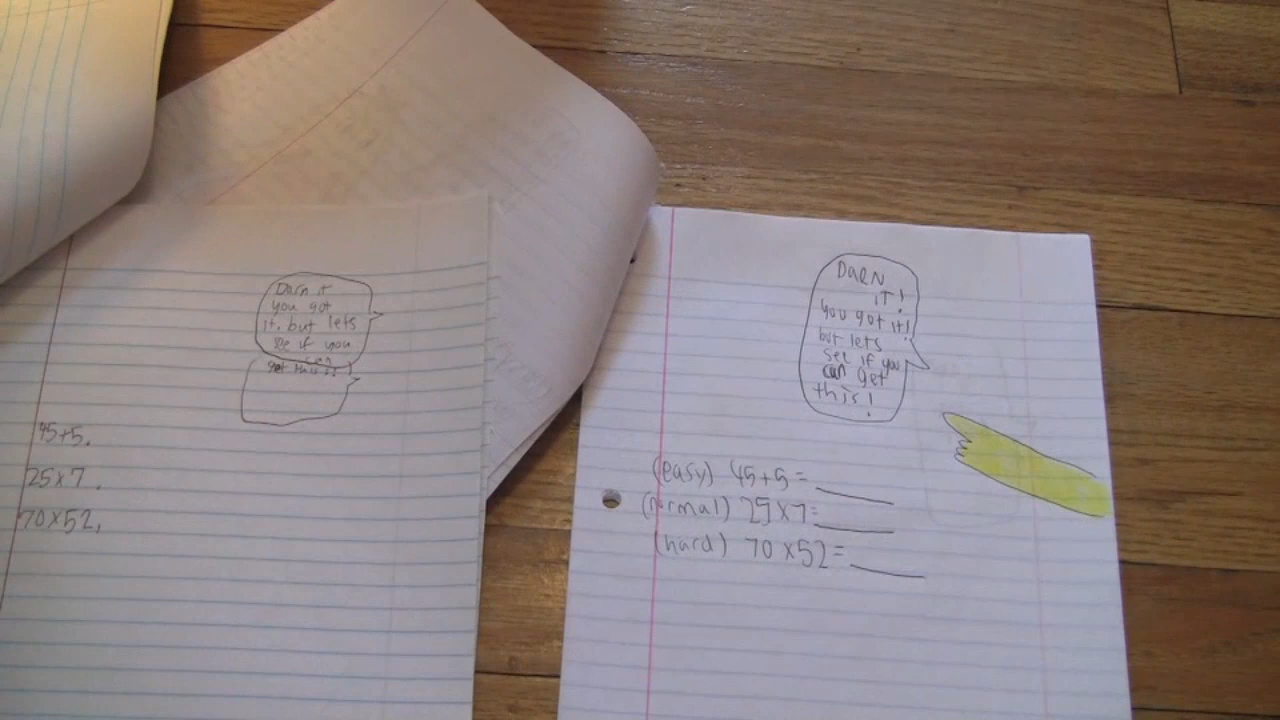 Darn it
you got
it. but lets
see if you
can
get this!!
45+5.
25x7.
70x52,
DaRN
iT!
you got it!
but lets
see if you
can get
this!
(easy) 45+5=
(normal) 25x7=
(hard) 70x52=